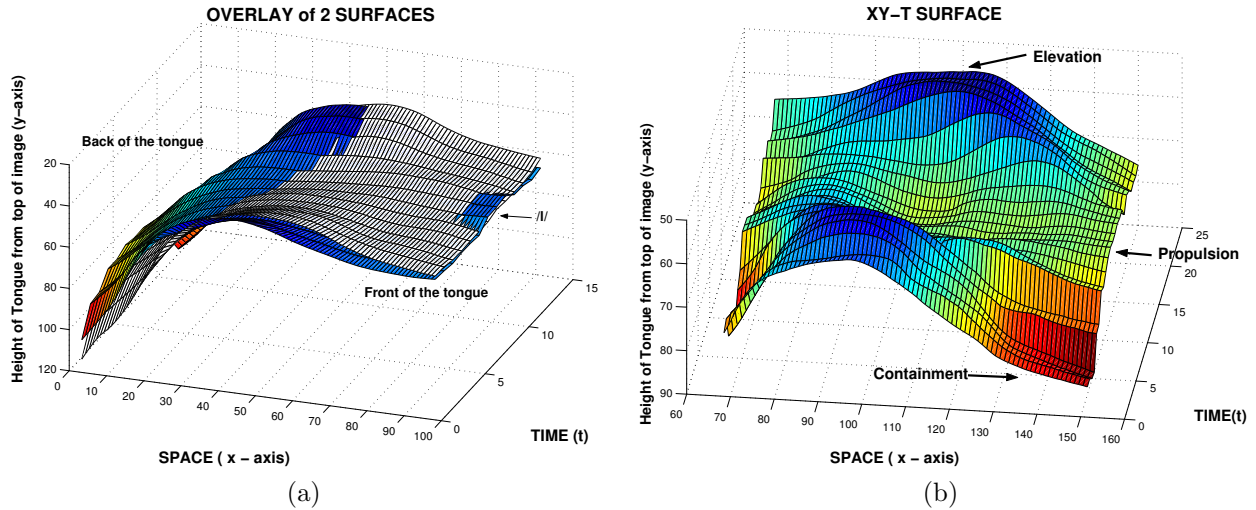 OVERLAY of 2 SURFACES
Height of Tongue from top of image (y−axis)
Back of the tongue
20
40
60
80
100
120
/l/
Front of the tongue
0
10
20
30
40
50
60
70
80
90
100
0
5
10
15
TIME (t)
SPACE ( x − axis)
(a)
XY−T SURFACE
Height of Tongue from top of image (y−axis)
Elevation
50
60
70
80
90
Propulsion
Containment
60
70
80
90
100
110
120
130
140
150
160
0
5
10
15
20
25
TIME(t)
SPACE ( x − axis)
(b)